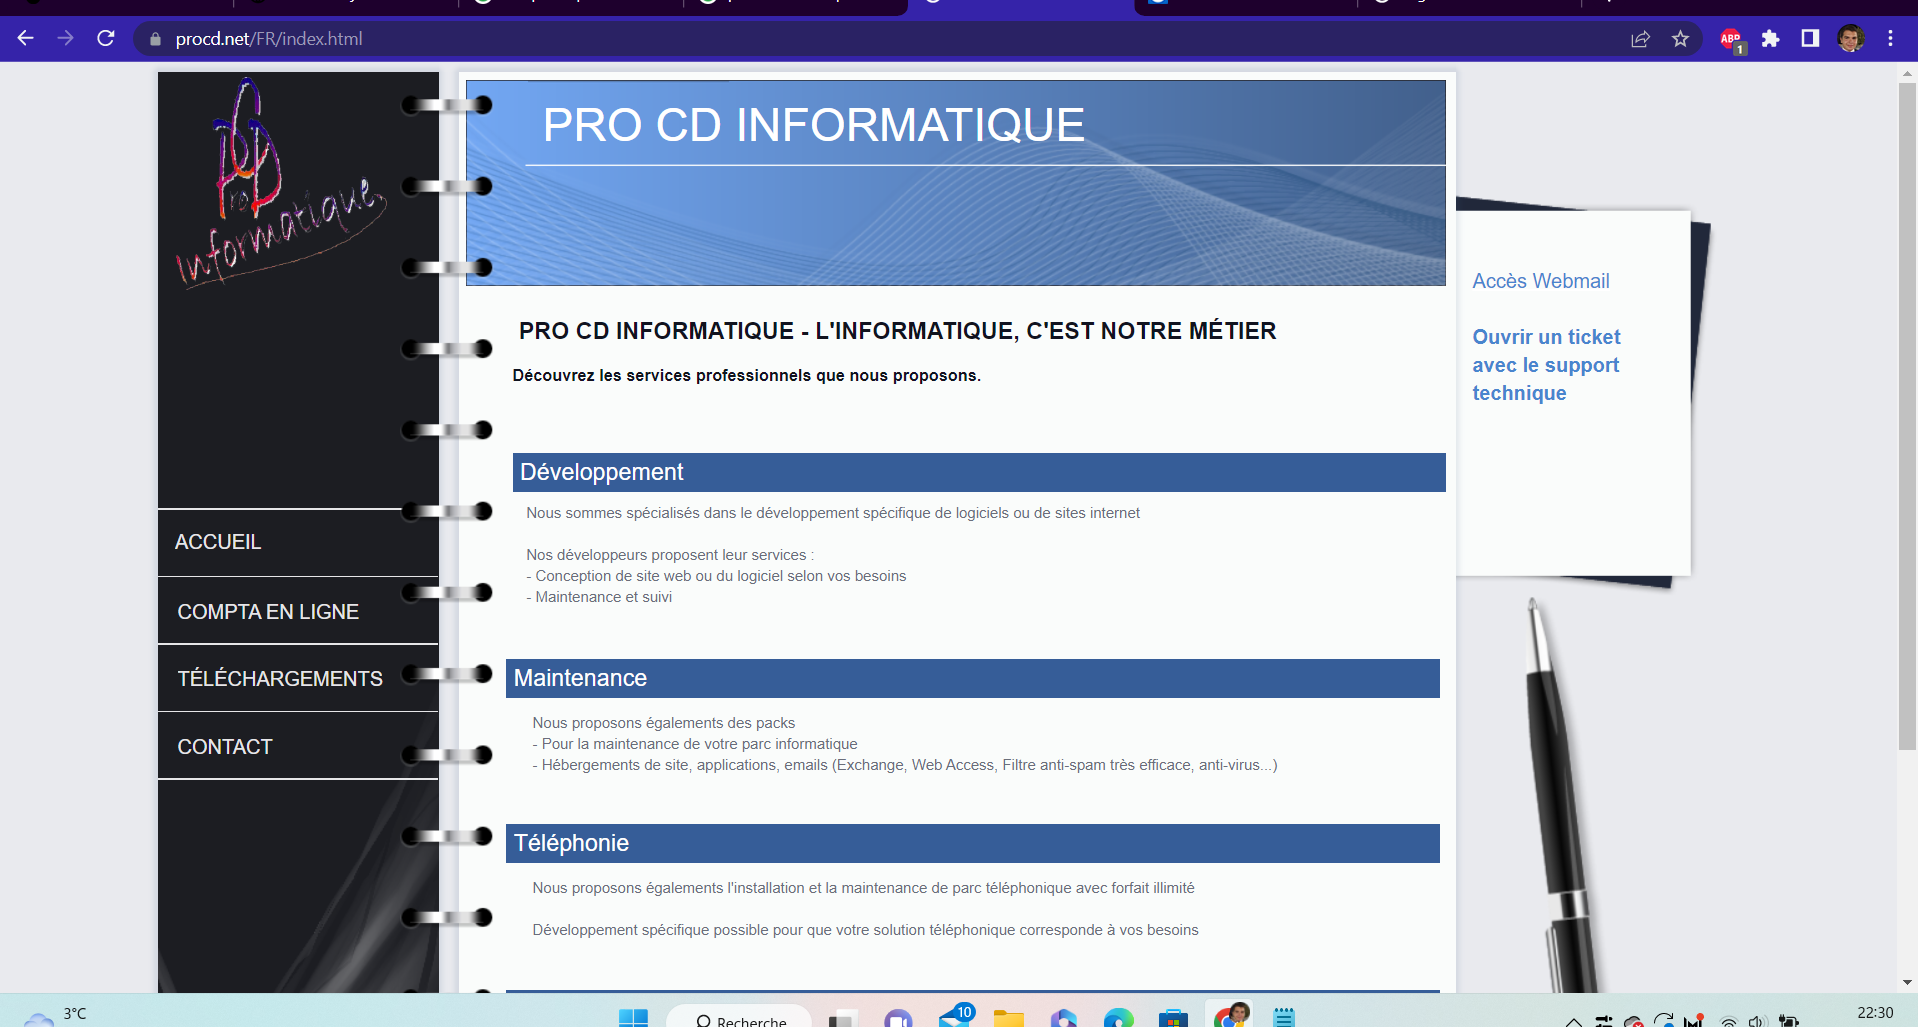 procd.net/FR/index.html
ABP
1
Pro
Informatique
PRO CD INFORMATIQUE
PRO CD INFORMATIQUE - L'INFORMATIQUE, C'EST NOTRE MÉTIER
Découvrez les services professionnels que nous proposons.
Développement
Nous sommes spécialisés dans le développement spécifique de logiciels ou de sites internet
Nos développeurs proposent leur services :
- Conception de site web ou du logiciel selon vos besoins
- Maintenance et suivi
Maintenance
Nous proposons égalements des packs
- Pour la maintenance de votre parc informatique
- Hébergements de site, applications, emails (Exchange, Web Access, Filtre anti-spam très efficace, anti-virus...)
Téléphonie
Nous proposons égalements l'installation et la maintenance de parc téléphonique avec forfait illimité
Développement spécifique possible pour que votre solution téléphonique corresponde à vos besoins
ACCUEIL
COMPTA EN LIGNE
TÉLÉCHARGEMENTS
CONTACT
Accès Webmail
Ouvrir un ticket
avec le support
technique
3°C
Recherche
10
22:30